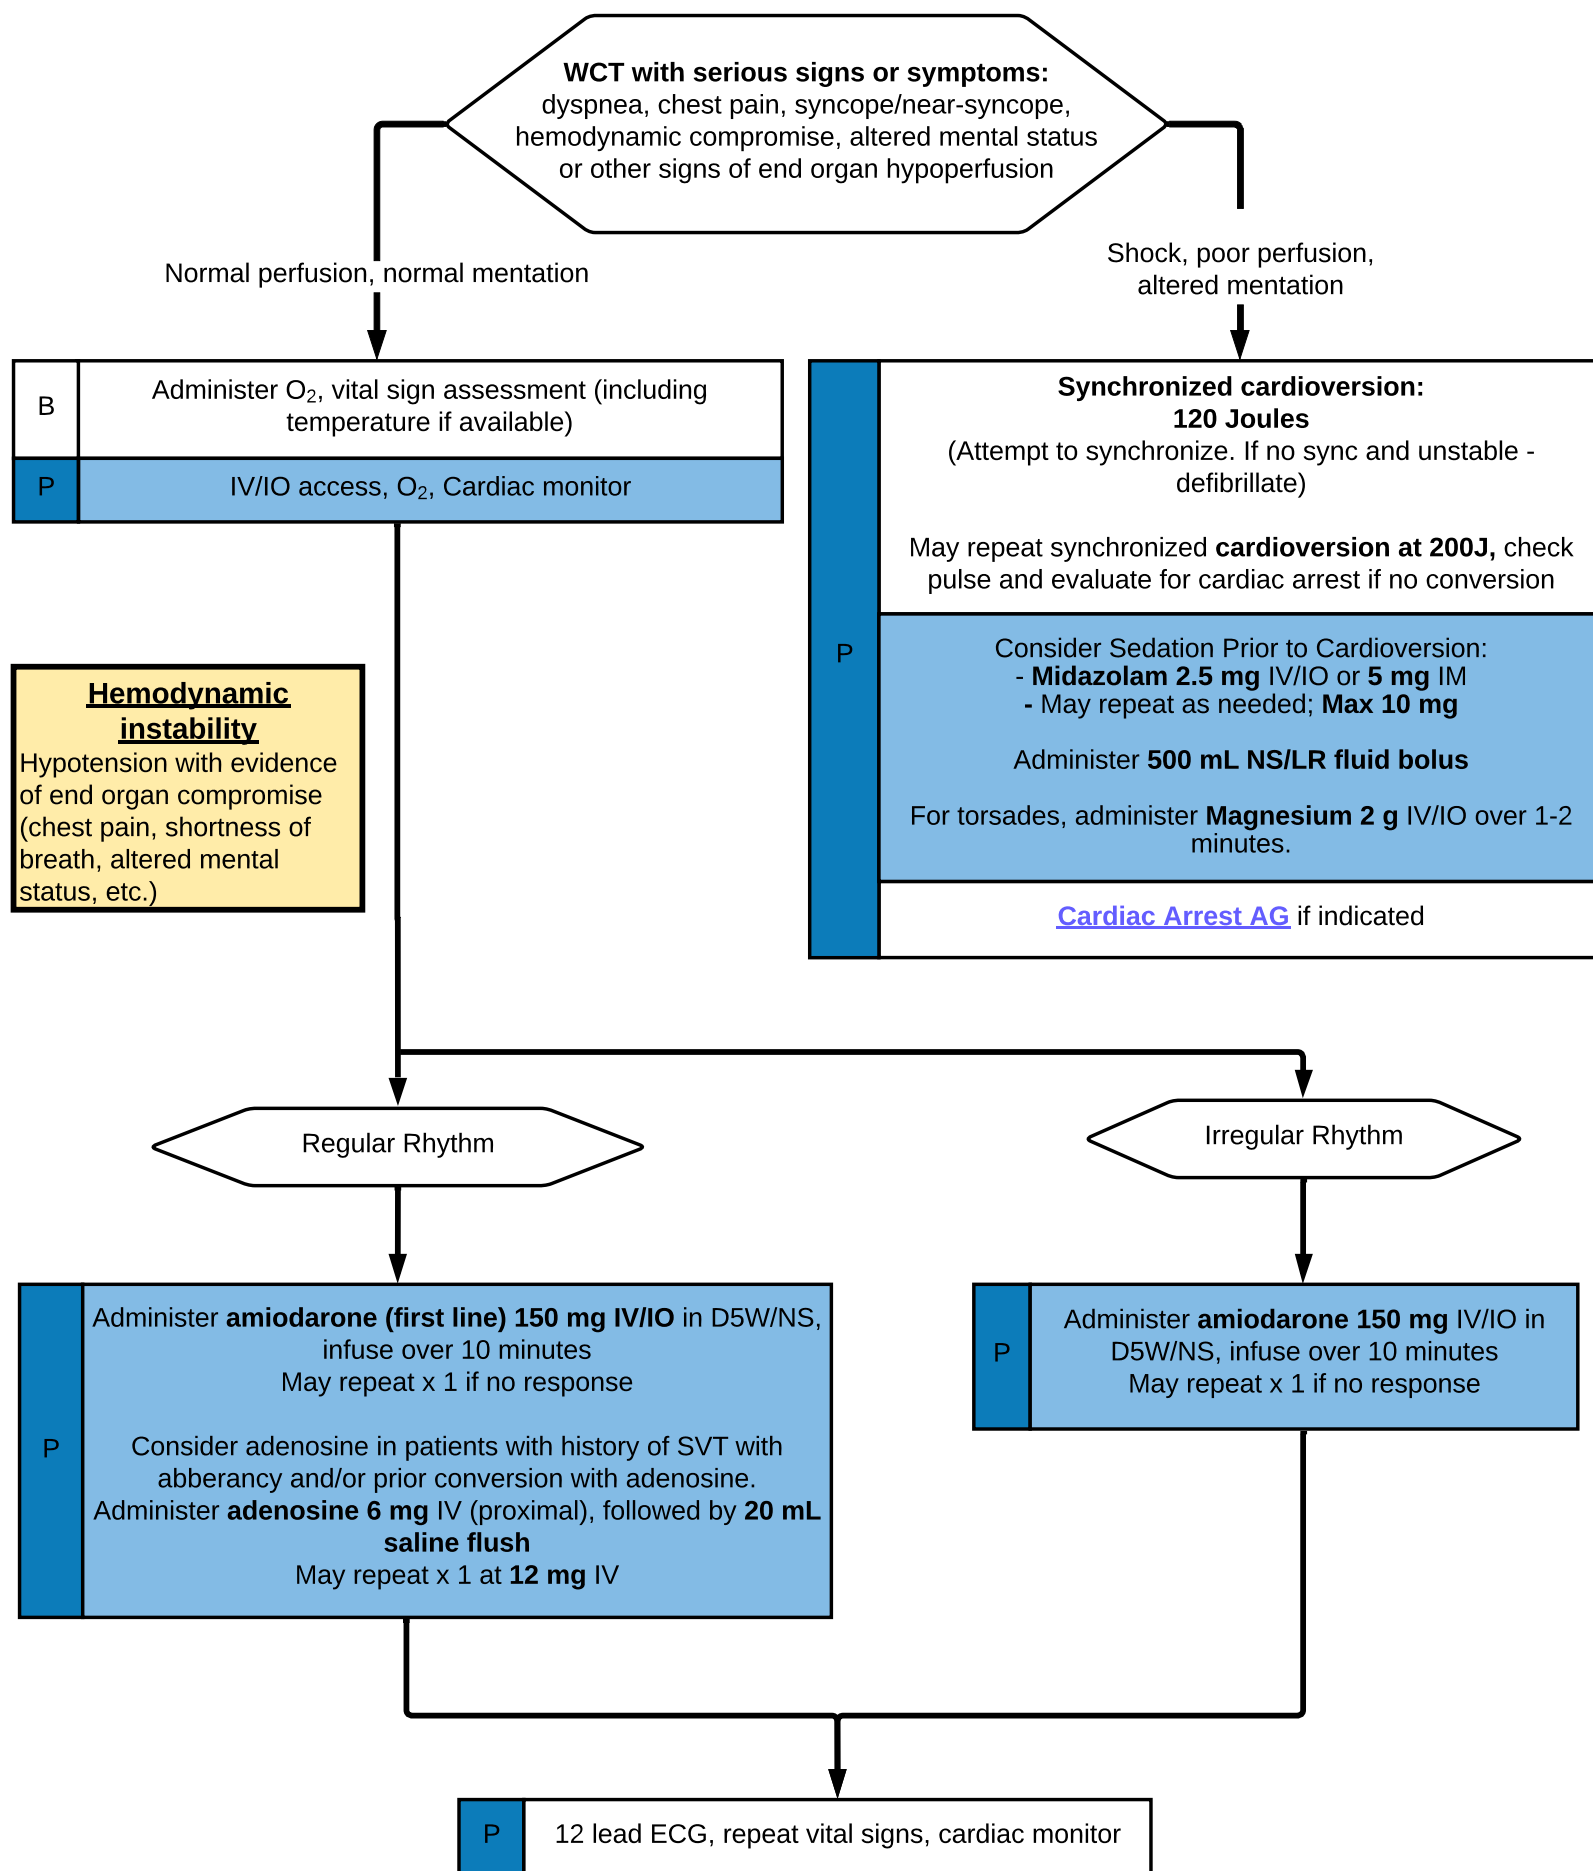 WCT with serious signs or symptoms:
dyspnea, chest pain, syncope/near-syncope,
hemodynamic compromise, altered mental status
or other signs of end organ hypoperfusion
Normal perfusion, normal mentation
Shock, poor perfusion,
altered mentation
B
Administer O₂, vital sign assessment (including
temperature if available)
P
IV/IO access, O₂, Cardiac monitor
P
Synchronized cardioversion:
120 Joules
(Attempt to synchronize. If no sync and unstable -
defibrillate)
May repeat synchronized cardioversion at 200J, check
pulse and evaluate for cardiac arrest if no conversion
Consider Sedation Prior to Cardioversion:
- Midazolam 2.5 mg IV/IO or 5 mg IM
- May repeat as needed; Max 10 mg
Administer 500 mL NS/LR fluid bolus
For torsades, administer Magnesium 2 g IV/IO over 1-2
minutes.
Cardiac Arrest AG if indicated
Hemodynamic
instability
Hypotension with evidence
of end organ compromise
(chest pain, shortness of
breath, altered mental
status, etc.)
Regular Rhythm
Irregular Rhythm
P
Administer amiodarone (first line) 150 mg IV/IO in D5W/NS,
infuse over 10 minutes
May repeat x 1 if no response
Consider adenosine in patients with history of SVT with
abberancy and/or prior conversion with adenosine.
Administer adenosine 6 mg IV (proximal), followed by 20 mL
saline flush
May repeat x 1 at 12 mg IV
P
Administer amiodarone 150 mg IV/IO in
D5W/NS, infuse over 10 minutes
May repeat x 1 if no response
P
12 lead ECG, repeat vital signs, cardiac monitor